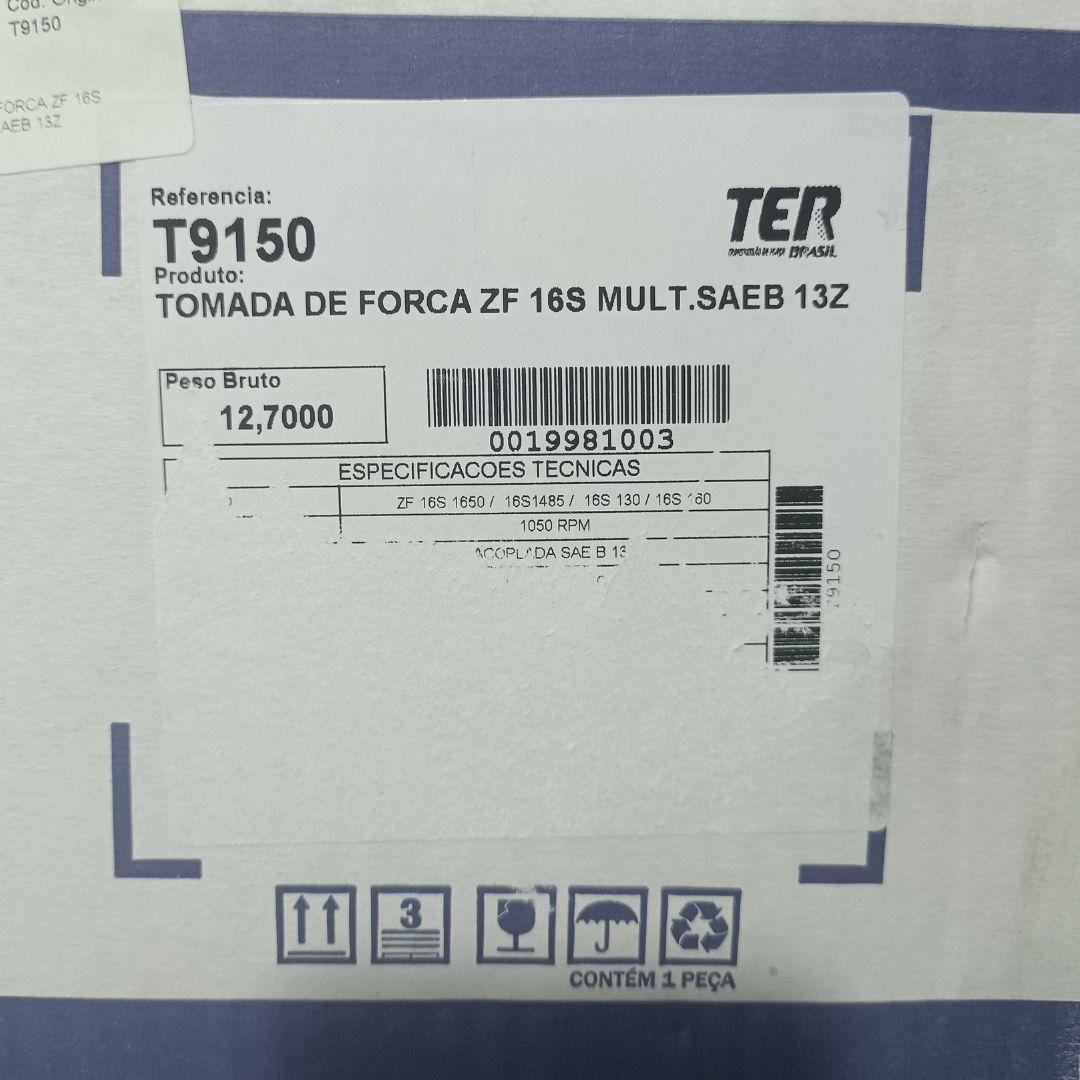 T9150
FORCA ZF 16S
SAEB 13Z
Referencia:
T9150
TER
BRASIL
Produto:
TOMADA DE FORCA ZF 16S MULT.SAEB 13Z
Peso Bruto
12,7000
0019981003
ESPECIFICACOES TECNICAS
ZF 16S 1650 / 16S1485 / 16S 130 / 16S 160
1050 RPM
ACOPLADA SAE B 13
T9150
3
CONTÉM 1 PEÇA